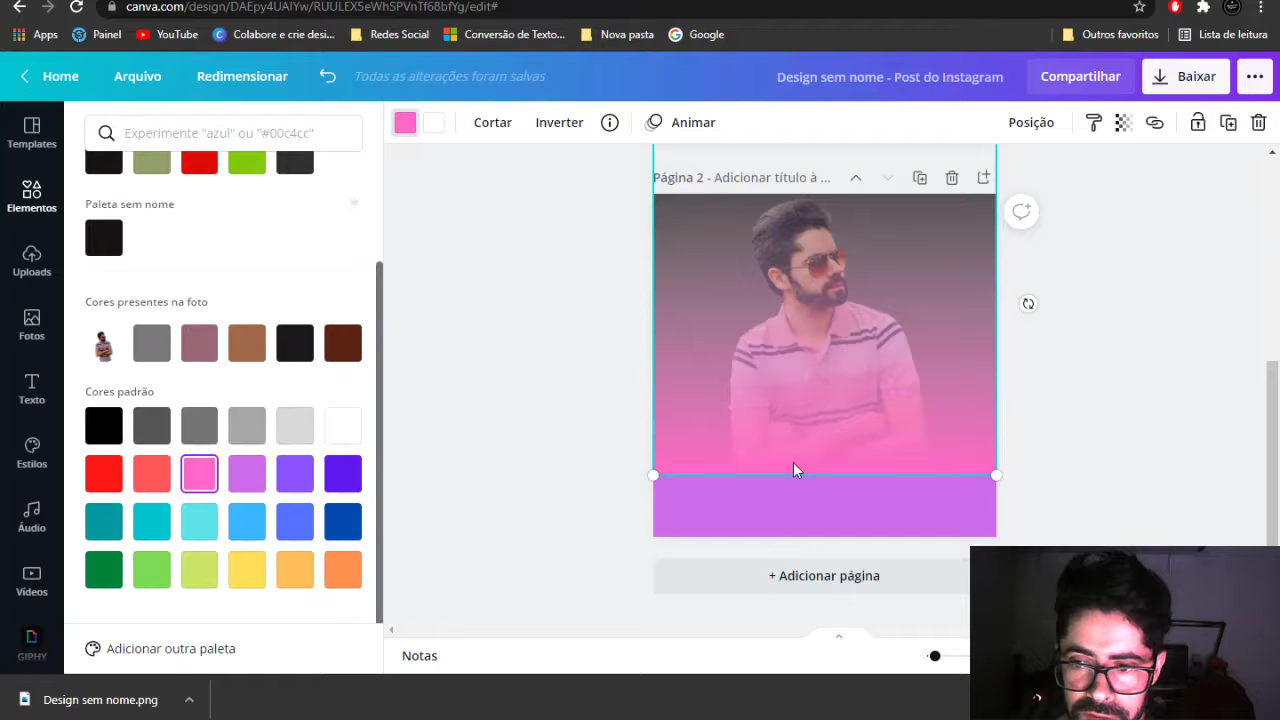 canva.com/design/DAEpy4UAlYw/RUULEX5eWhSPVnTf68bfYg/edit#
Apps
Painel
YouTube
Colabore e crie desi...
Redes Social
Conversão de Texto...
Nova pasta
Google
Outros favoritos
Lista de leitura
Home
Arquivo
Redimensionar
Todas as alterações foram salvas
Design sem nome - Post do Instagram
Compartilhar
Baixar
Templates
Elementos
Uploads
Fotos
Texto
Estilos
Áudio
Vídeos
GIPHY
Experimente "azul" ou "#00c4cc"
Paleta sem nome
Cores presentes na foto
Cores padrão
Adicionar outra paleta
Cortar
Inverter
Animar
Posição
Página 2 - Adicionar título à ...
+ Adicionar página
Notas
Design sem nome.png